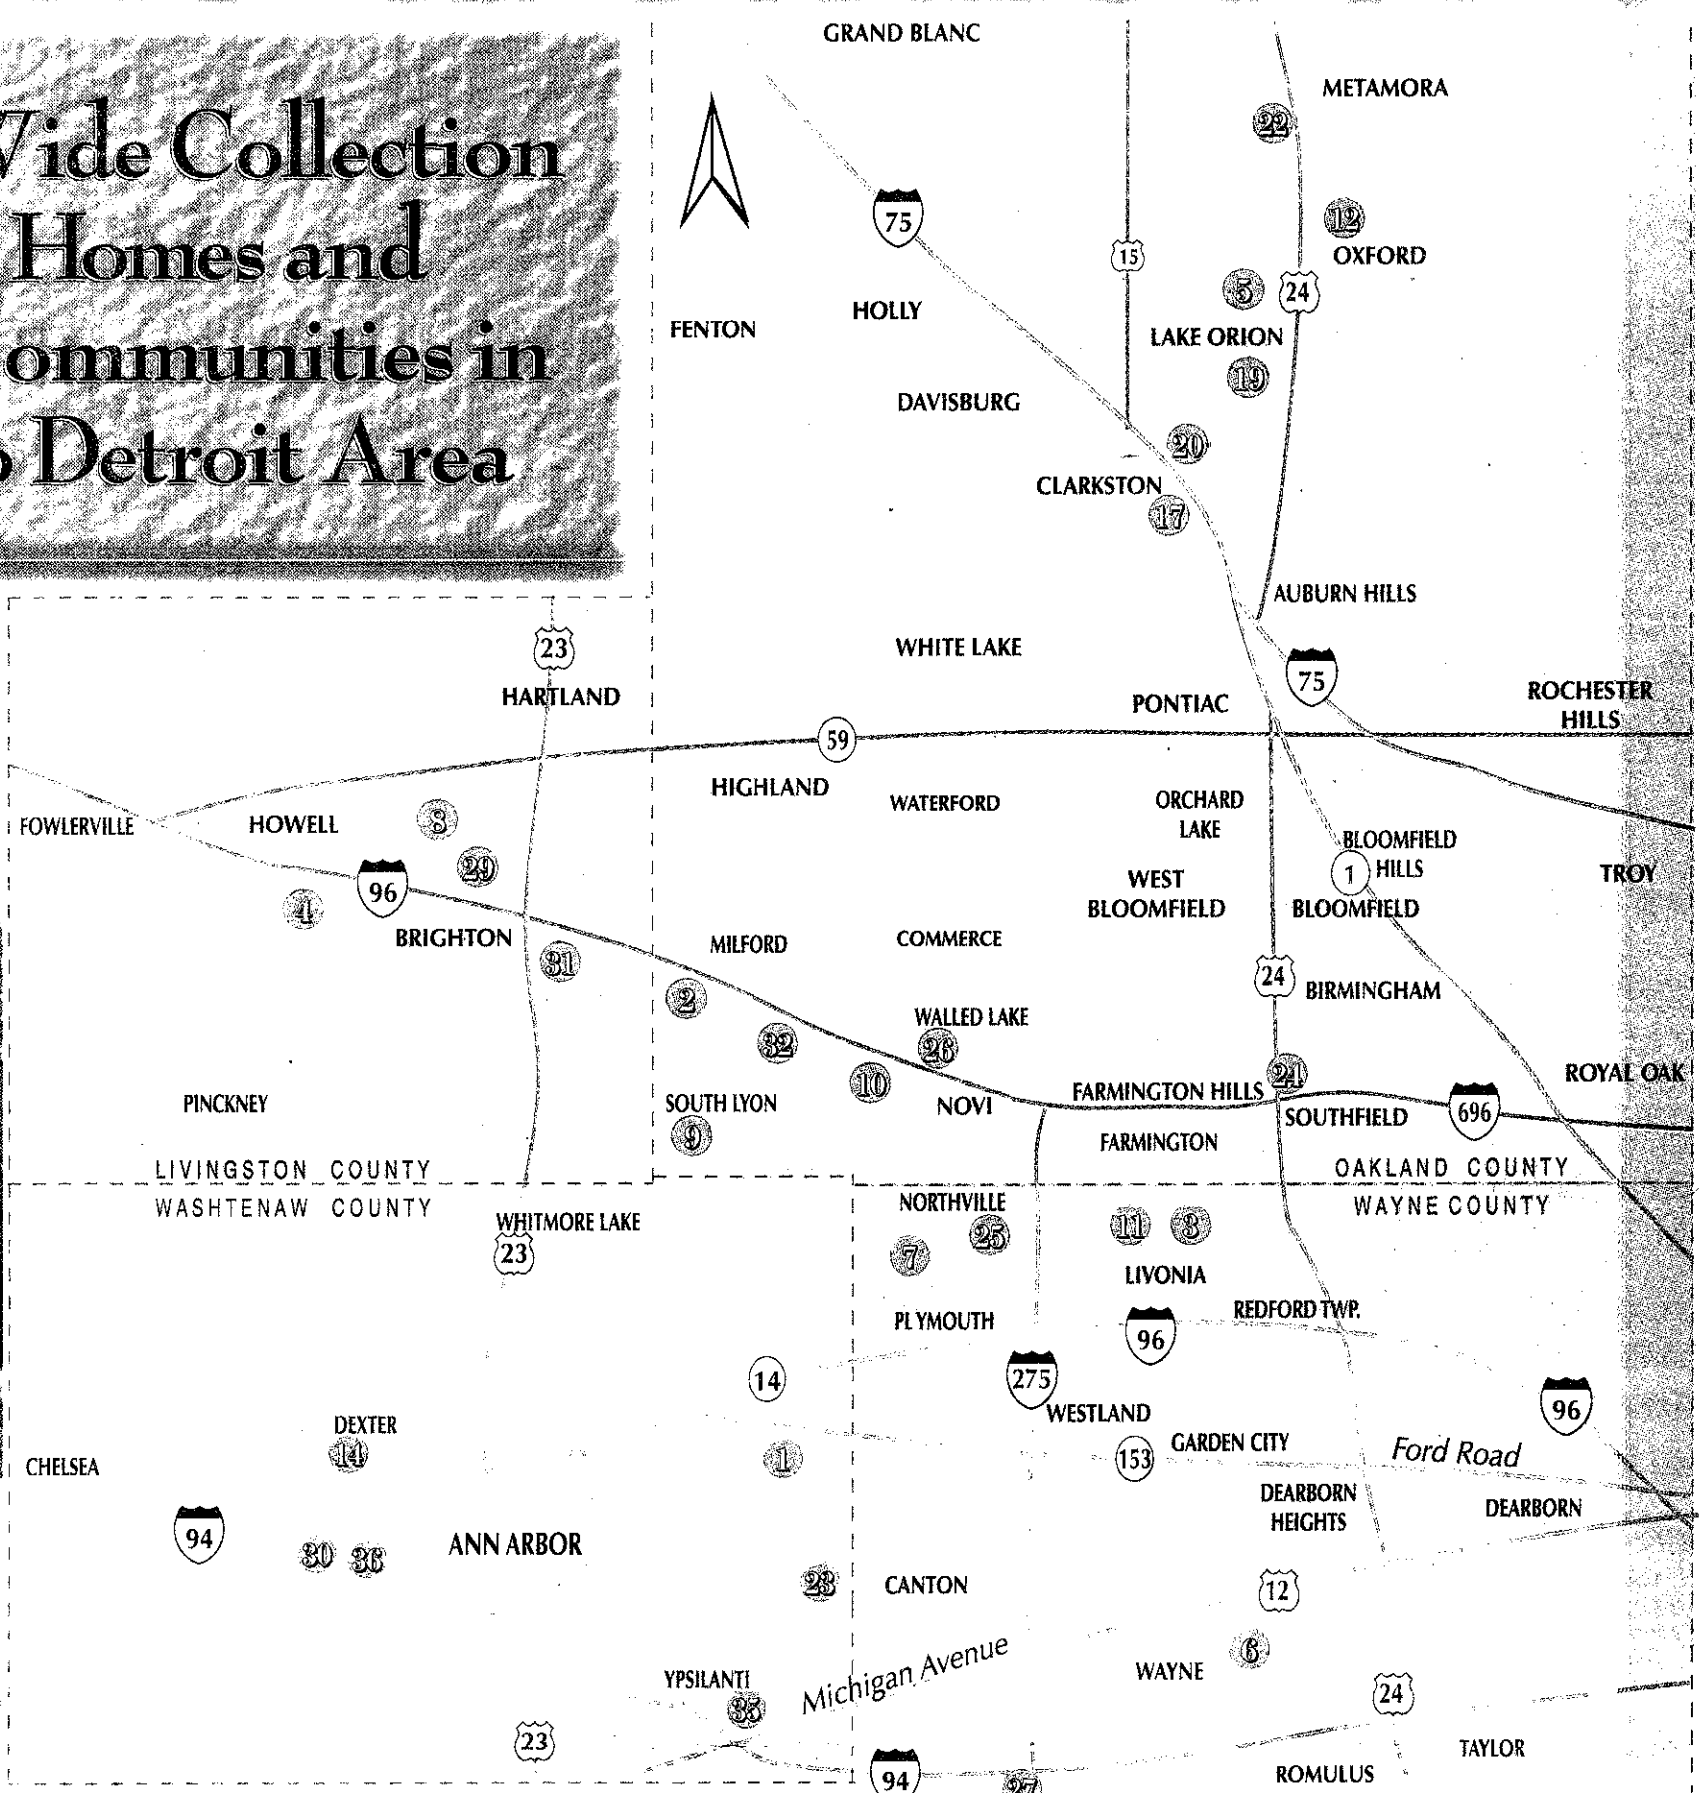 Vide Collection
Homes and
ommunities in
Detroit Area
GRAND BLANC
METAMORA
22
75
12
15
OXFORD
5
24
HOLLY
FENTON
LAKE ORION
19
DAVISBURG
20
CLARKSTON
17
AUBURN HILLS
23
WHITE LAKE
75
HARTLAND
PONTIAC
ROCHESTER
HILLS
59
HIGHLAND
WATERFORD
ORCHARD
LAKE
FOWLERVILLE
HOWELL
8
BLOOMFIELD
HILLS
29
1
TROY
96
WEST
BLOOMFIELD
BLOOMFIELD
4
BRIGHTON
MILFORD
COMMERCE
31
24
BIRMINGHAM
2
WALLED LAKE
32
26
24
ROYAL OAK
10
FARMINGTON HILLS
PINCKNEY
SOUTH LYON
NOVI
SOUTHFIELD
696
9
FARMINGTON
LIVINGSTON COUNTY
OAKLAND COUNTY
WASHTENAW COUNTY
WAYNE COUNTY
NORTHVILLE
WHITMORE LAKE
25
11
3
23
7
LIVONIA
PLYMOUTH
REDFORD TWP.
96
14
275
96
WESTLAND
DEXTER
GARDEN CITY
Ford Road
14
1
153
CHELSEA
DEARBORN
HEIGHTS
DEARBORN
94
30
36
ANN ARBOR
23
CANTON
12
Michigan Avenue
6
WAYNE
YPSILANTI
35
24
23
TAYLOR
94
27
ROMULUS